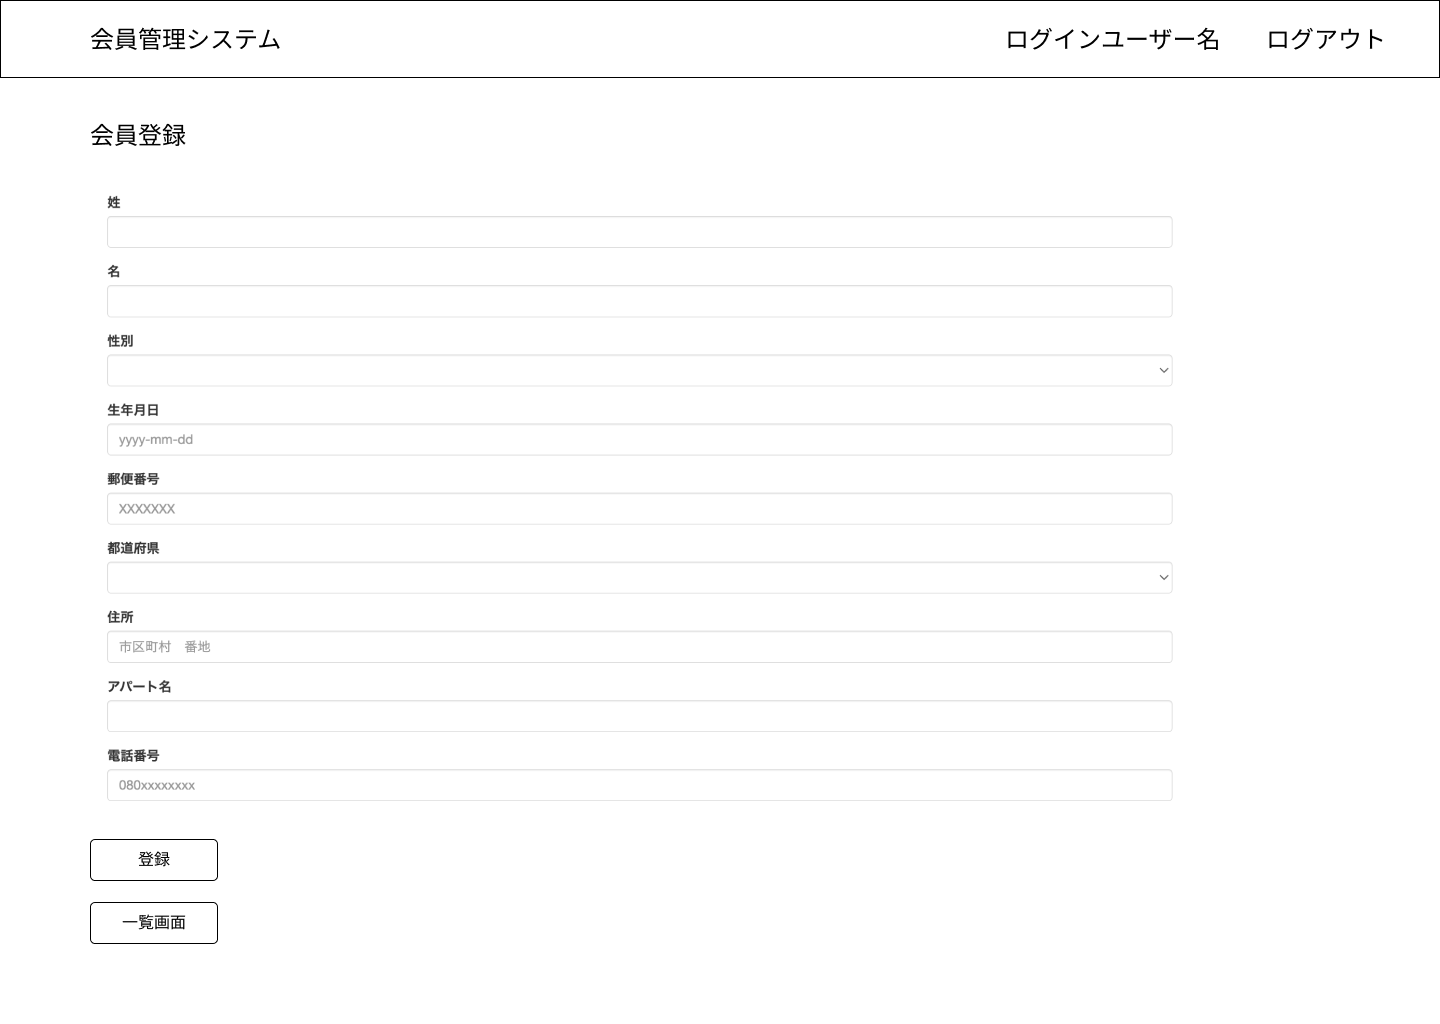 会員管理システム ログインユーザー名 ログアウト
会員登録
姓
名
性別
生年月日
yyyy-mm-dd
郵便番号
XXXXXXX
都道府県
住所
市区町村　番地
アパート名
電話番号
080xxxxxxxx
登録
一覧画面